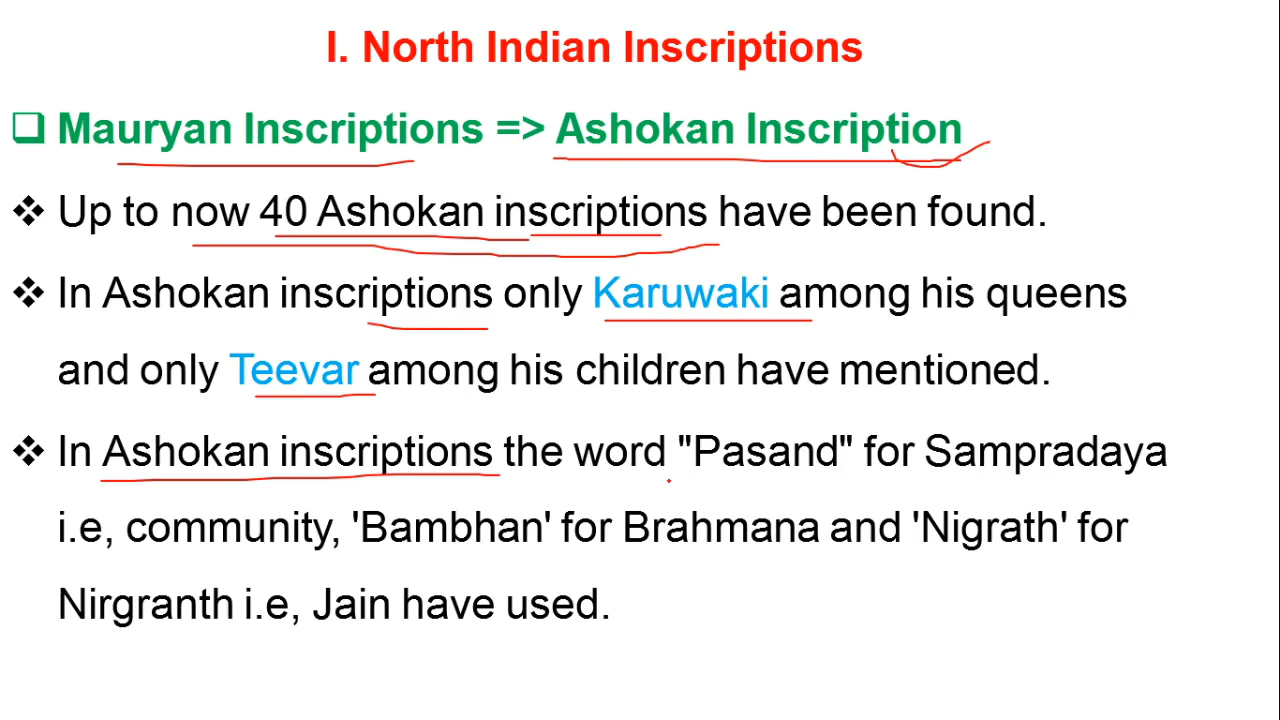 I. North Indian Inscriptions
❑ Mauryan Inscriptions => Ashokan Inscription
❖ Up to now 40 Ashokan inscriptions have been found.
❖ In Ashokan inscriptions only Karuwaki among his queens
and only Teevar among his children have mentioned.
❖ In Ashokan inscriptions the word "Pasand" for Sampradaya
i.e, community, 'Bambhan' for Brahmana and 'Nigrath' for
Nirgranth i.e, Jain have used.